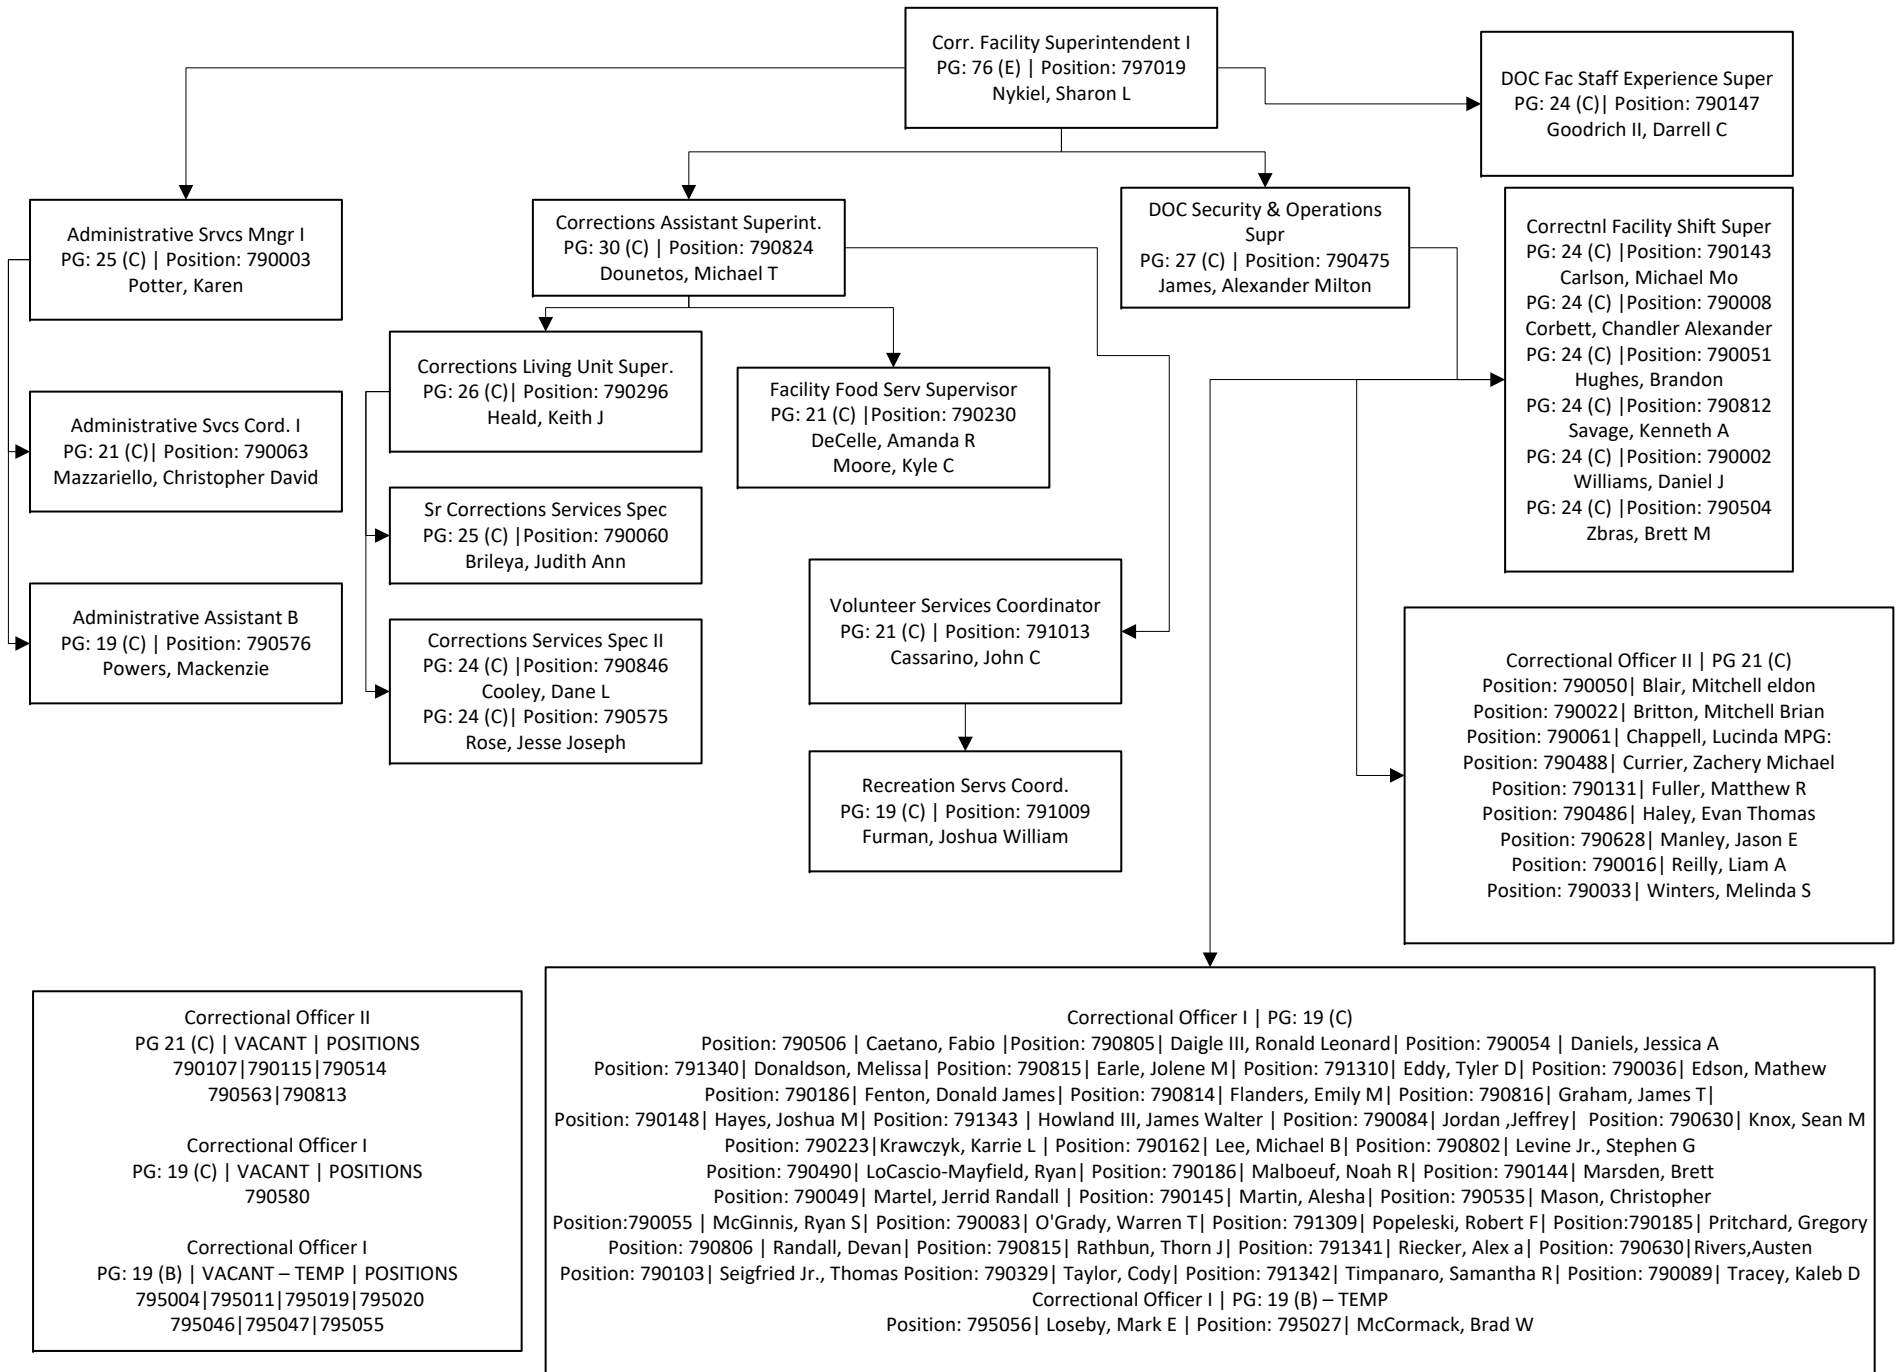 Corr. Facility Superintendent I
PG: 76 (E) | Position: 797019
Nykiel, Sharon L
DOC Fac Staff Experience Super
PG: 24 (C)| Position: 790147
Goodrich II, Darrell C
Administrative Srvcs Mngr I
PG: 25 (C) | Position: 790003
Potter, Karen
Corrections Assistant Superint.
PG: 30 (C) | Position: 790824
Dounetos, Michael T
DOC Security & Operations
Supr
PG: 27 (C) | Position: 790475
James, Alexander Milton
Correctnl Facility Shift Super
PG: 24 (C) |Position: 790143
Carlson, Michael Mo
PG: 24 (C) |Position: 790008
Corbett, Chandler Alexander
PG: 24 (C) |Position: 790051
Hughes, Brandon
PG: 24 (C) |Position: 790812
Savage, Kenneth A
PG: 24 (C) |Position: 790002
Williams, Daniel J
PG: 24 (C) |Position: 790504
Zbras, Brett M
Corrections Living Unit Super.
PG: 26 (C)| Position: 790296
Heald, Keith J
Facility Food Serv Supervisor
PG: 21 (C) |Position: 790230
DeCelle, Amanda R
Moore, Kyle C
Administrative Svcs Cord. I
PG: 21 (C)| Position: 790063
Mazzariello, Christopher David
Sr Corrections Services Spec
PG: 25 (C) |Position: 790060
Brileya, Judith Ann
Administrative Assistant B
PG: 19 (C) | Position: 790576
Powers, Mackenzie
Corrections Services Spec II
PG: 24 (C) |Position: 790846
Cooley, Dane L
PG: 24 (C)| Position: 790575
Rose, Jesse Joseph
Volunteer Services Coordinator
PG: 21 (C) | Position: 791013
Cassarino, John C
Recreation Servs Coord.
PG: 19 (C) | Position: 791009
Furman, Joshua William
Correctional Officer II | PG 21 (C)
Position: 790050| Blair, Mitchell eldon
Position: 790022| Britton, Mitchell Brian
Position: 790061| Chappell, Lucinda MPG:
Position: 790488| Currier, Zachery Michael
Position: 790131| Fuller, Matthew R
Position: 790486| Haley, Evan Thomas
Position: 790628| Manley, Jason E
Position: 790016| Reilly, Liam A
Position: 790033| Winters, Melinda S
Correctional Officer II
PG 21 (C) | VACANT | POSITIONS
790107|790115|790514
790563|790813
Correctional Officer I
PG: 19 (C) | VACANT | POSITIONS
790580
Correctional Officer I
PG: 19 (B) | VACANT – TEMP | POSITIONS
795004|795011|795019|795020
795046|795047|795055
Correctional Officer I | PG: 19 (C)
Position: 790506 | Caetano, Fabio |Position: 790805| Daigle III, Ronald Leonard| Position: 790054 | Daniels, Jessica A
Position: 791340| Donaldson, Melissa| Position: 790815| Earle, Jolene M| Position: 791310| Eddy, Tyler D| Position: 790036| Edson, Mathew
Position: 790186| Fenton, Donald James| Position: 790814| Flanders, Emily M| Position: 790816| Graham, James T|
Position: 790148| Hayes, Joshua M| Position: 791343 | Howland III, James Walter | Position: 790084| Jordan ,Jeffrey| Position: 790630| Knox, Sean M
Position: 790223|Krawczyk, Karrie L | Position: 790162| Lee, Michael B| Position: 790802| Levine Jr., Stephen G
Position: 790490| LoCascio-Mayfield, Ryan| Position: 790186| Malboeuf, Noah R| Position: 790144| Marsden, Brett
Position: 790049| Martel, Jerrid Randall | Position: 790145| Martin, Alesha| Position: 790535| Mason, Christopher
Position:790055 | McGinnis, Ryan S| Position: 790083| O'Grady, Warren T| Position: 791309| Popeleski, Robert F| Position:790185| Pritchard, Gregory
Position: 790806 | Randall, Devan| Position: 790815| Rathbun, Thorn J| Position: 791341| Riecker, Alex a| Position: 790630|Rivers,Austen
Position: 790103| Seigfried Jr., Thomas Position: 790329| Taylor, Cody| Position: 791342| Timpanaro, Samantha R| Position: 790089| Tracey, Kaleb D
Correctional Officer I | PG: 19 (B) – TEMP
Position: 795056| Loseby, Mark E | Position: 795027| McCormack, Brad W